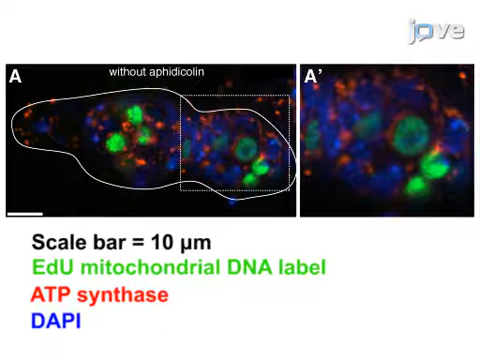 jove
A
without aphidicolin
A'
Scale bar = 10 µm
EdU mitochondrial DNA label
ATP synthase
DAPI